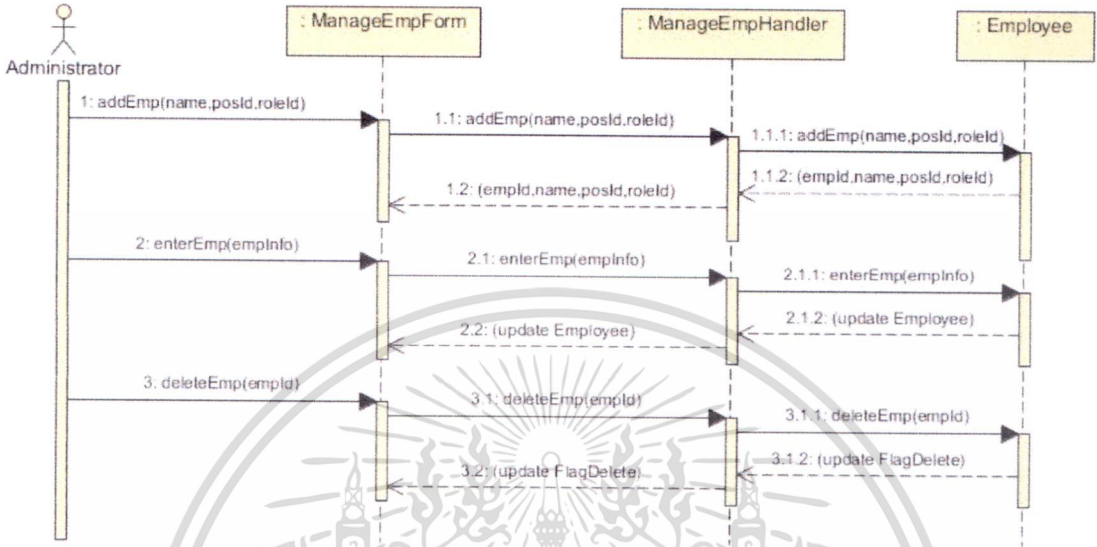 : ManageEmpForm
: ManageEmpHandler
: Employee
Administrator
1: addEmp(name,posId,roleId)
1.1: addEmp(name,posId,roleId)
1.1.1: addEmp(name,posId,roleId)
1.1.2: (empId,name,posId,roleId)
1.2: (empId,name,posId,roleId)
2: enterEmp(empInfo)
2.1: enterEmp(empInfo)
2.1.1: enterEmp(empInfo)
2.1.2: (update Employee)
2.2: (update Employee)
3. deleteEmp(empId)
3.1: deleteEmp(empId)
3.1.1: deleteEmp(empId)
3.1.2: (update FlagDelete)
3.2: (update FlagDelete)